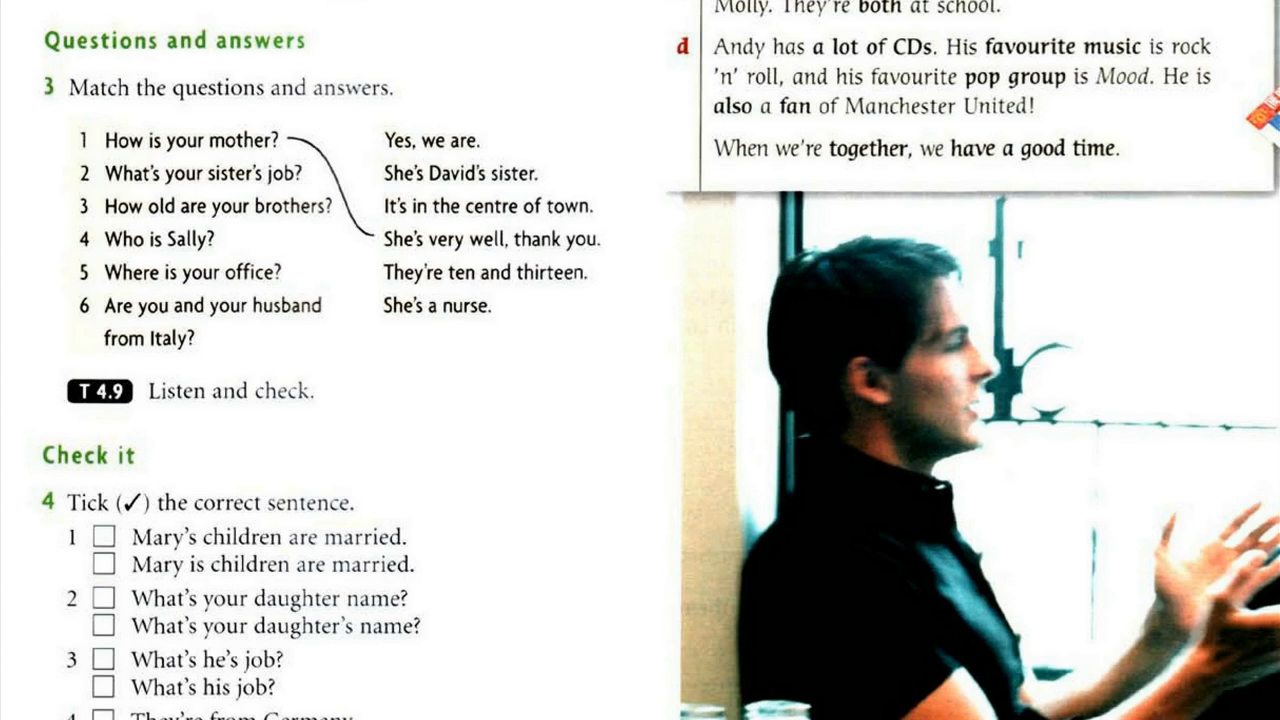 Questions and answers
3 Match the questions and answers.
1 How is your mother?
2 What's your sister's job?
3 How old are your brothers?
4 Who is Sally?
5 Where is your office?
6 Are you and your husband
from Italy?
Yes, we are.
She's David's sister.
It's in the centre of town.
She's very well, thank you.
They're ten and thirteen.
She's a nurse.
T 4.9 Listen and check.
Check it
4 Tick (✓) the correct sentence.
1 □ Mary's children are married.
□ Mary is children are married.
2 □ What's your daughter name?
□ What's your daughter's name?
3 □ What's he's job?
□ What's his job?
4 □ They're from Germany
Molly. They're both at school.
d Andy has a lot of CDs. His favourite music is rock
'n' roll, and his favourite pop group is Mood. He is
also a fan of Manchester United!
When we're together, we have a good time.